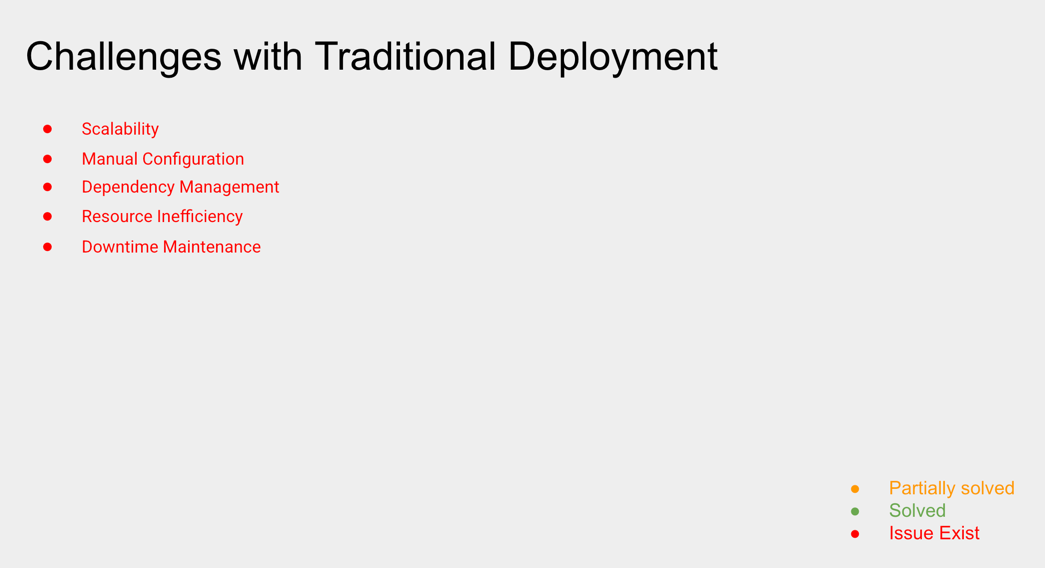 Challenges with Traditional Deployment
● Scalability
● Manual Configuration
● Dependency Management
● Resource Inefficiency
● Downtime Maintenance
● Partially solved
● Solved
● Issue Exist